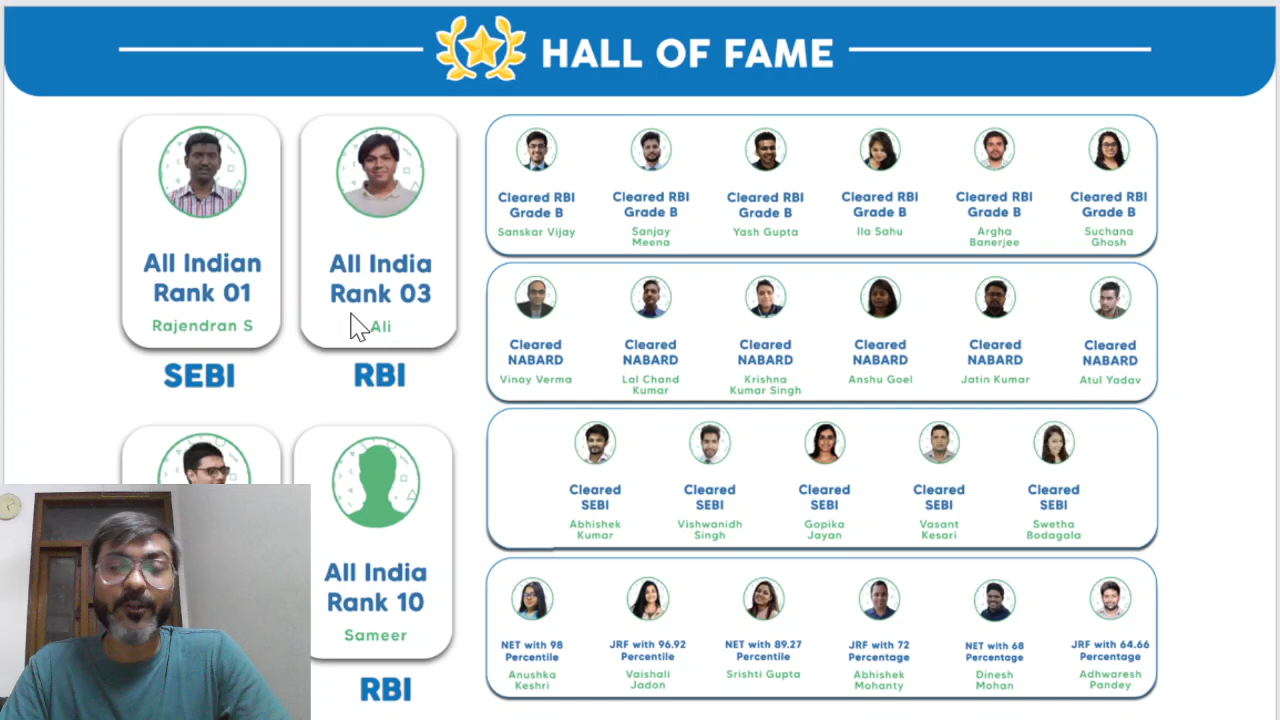 HALL OF FAME
All Indian
Rank 01
Rajendran S
SEBI
All India
Rank 03
Ali
RBI
All India
Rank 10
Sameer
RBI
Cleared RBI
Grade B
Sanskar Vijay
Cleared RBI
Grade B
Sanjay
Meena
Cleared RBI
Grade B
Yash Gupta
Cleared RBI
Grade B
Ila Sahu
Cleared RBI
Grade B
Argha
Banerjee
Cleared RBI
Grade B
Suchana
Ghosh
Cleared
NABARD
Vinay Verma
Cleared
NABARD
Lal Chand
Kumar
Cleared
NABARD
Krishna
Kumar Singh
Cleared
NABARD
Anshu Goel
Cleared
NABARD
Jatin Kumar
Cleared
NABARD
Atul Yadav
Cleared
SEBI
Abhishek
Kumar
Cleared
SEBI
Vishwanidh
Singh
Cleared
SEBI
Gopika
Jayan
Cleared
SEBI
Vasant
Kesari
Cleared
SEBI
Swetha
Bodagala
NET with 98
Percentile
Anushka
Keshri
JRF with 96.92
Percentile
Vaishali
Jadon
NET with 89.27
Percentile
Srishti Gupta
JRF with 72
Percentage
Abhishek
Mohanty
NET with 68
Percentage
Dinesh
Mohan
JRF with 64.66
Percentage
Adhwaresh
Pandey